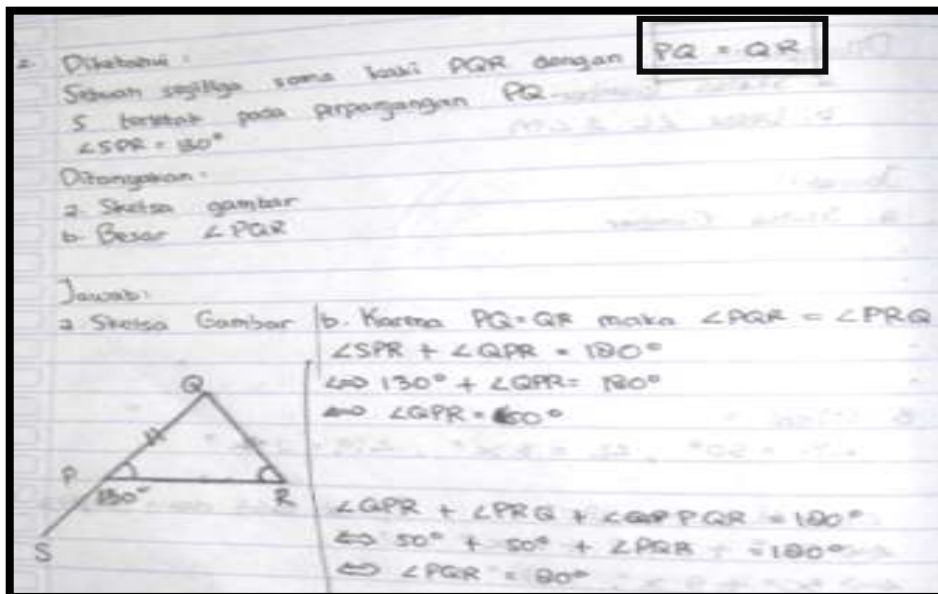 2. Diketahui :
Sebuah segitiga sama kaki PQR dengan PQ = QR
S terletak pada perpanjangan PQ
∠SPR = 130°
Ditanyakan :
a. Sketsa gambar
b. Besar ∠PQR
Jawab :
a. Sketsa Gambar
Q
P
130°
R
S
b. Karena PQ = QR maka ∠PQR = ∠PRQ
∠SPR + ∠QPR = 180°
⇔ 130° + ∠QPR = 180°
⇔ ∠QPR = 50°
∠QPR + ∠PRQ + PQR = 180°
⇔ 50° + 50° + ∠PQR = 180°
⇔ ∠PQR = 80°